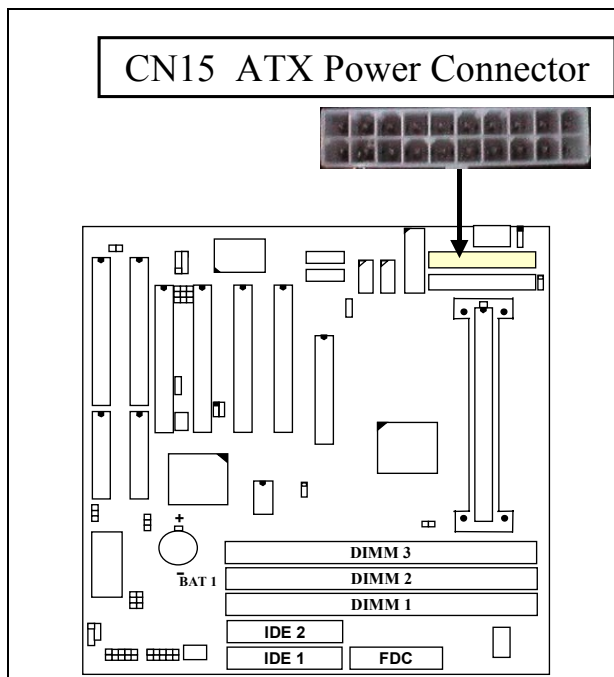 CN15 ATX Power Connector
+
-
BAT 1
DIMM 3
DIMM 2
DIMM 1
IDE 2
IDE 1 FDC